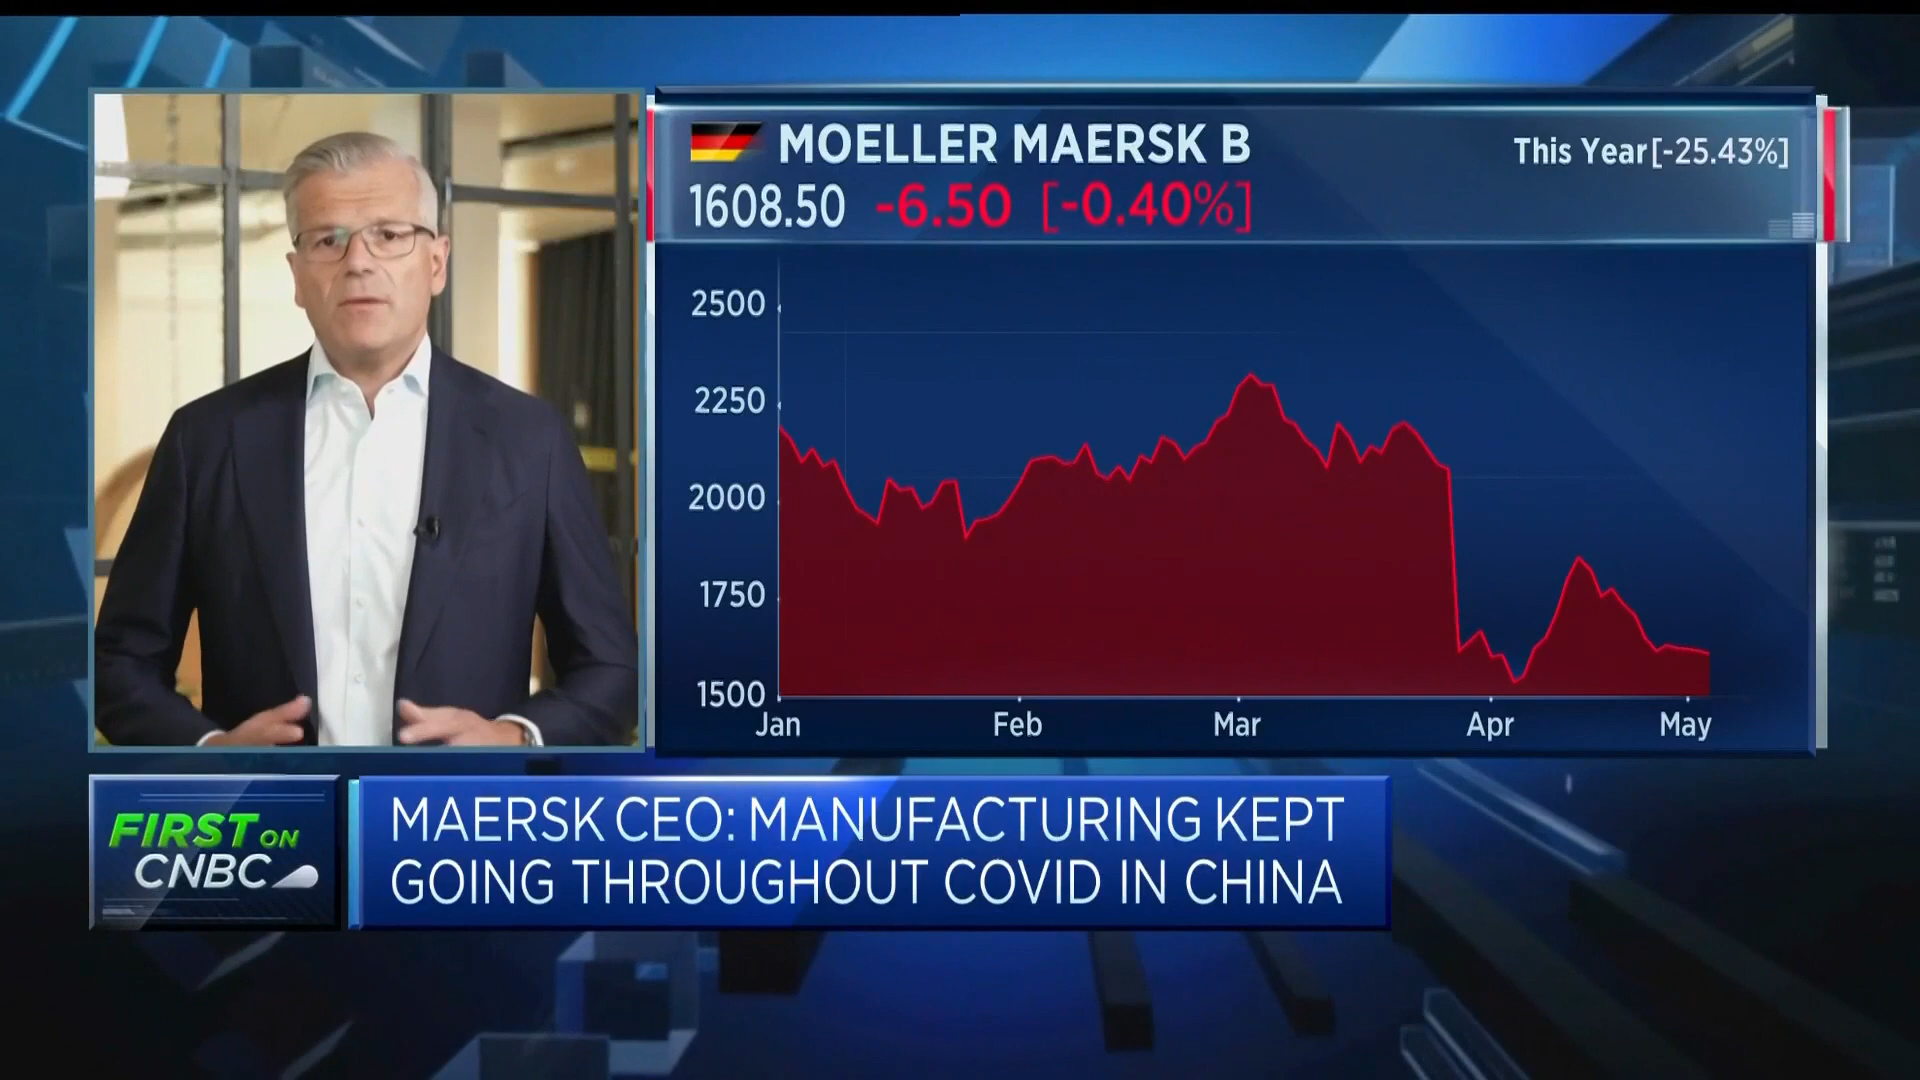 MOELLER MAERSK B
This Year[-25.43%]
1608.50 -6.50 [-0.40%]
2500
2250
2000
1750
1500
Jan Feb Mar Apr May
FIRST ON
CNBC
MAERSK CEO: MANUFACTURING KEPT
GOING THROUGHOUT COVID IN CHINA